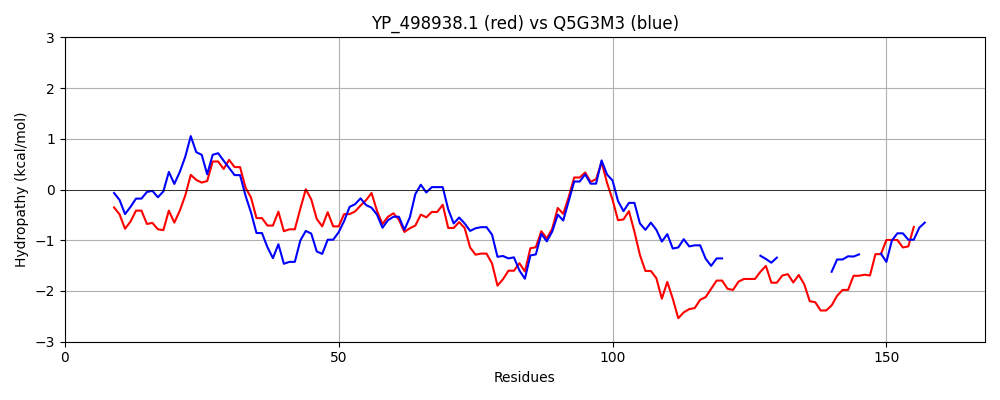 YP_498938.1 (red) vs Q5G3M3 (blue)
Hydropathy (kcal/mol)
3
2
1
0
−1
−2
−3
0 50 100 150
Residues